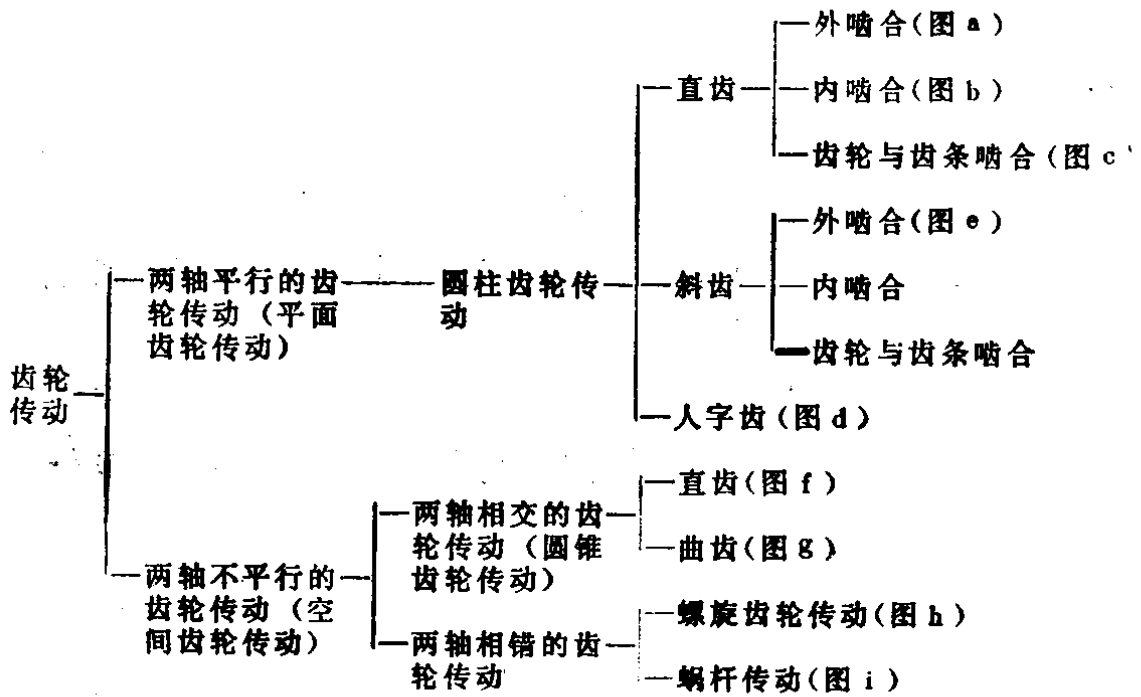 外啮合(图 a)
直齿
内啮合(图 b)
齿轮与齿条啮合(图 c
外啮合(图 e)
两轴平行的齿
轮传动(平面
齿轮传动)
圆柱齿轮传
动
斜齿
内啮合
齿轮与齿条啮合
齿轮
传动
人字齿(图 d)
直齿(图 f)
两轴相交的齿
轮传动(圆锥
齿轮传动)
曲齿(图 g)
两轴不平行的
齿轮传动(空
间齿轮传动)
螺旋齿轮传动(图 h)
两轴相错的齿
轮传动
蜗杆传动(图 i)